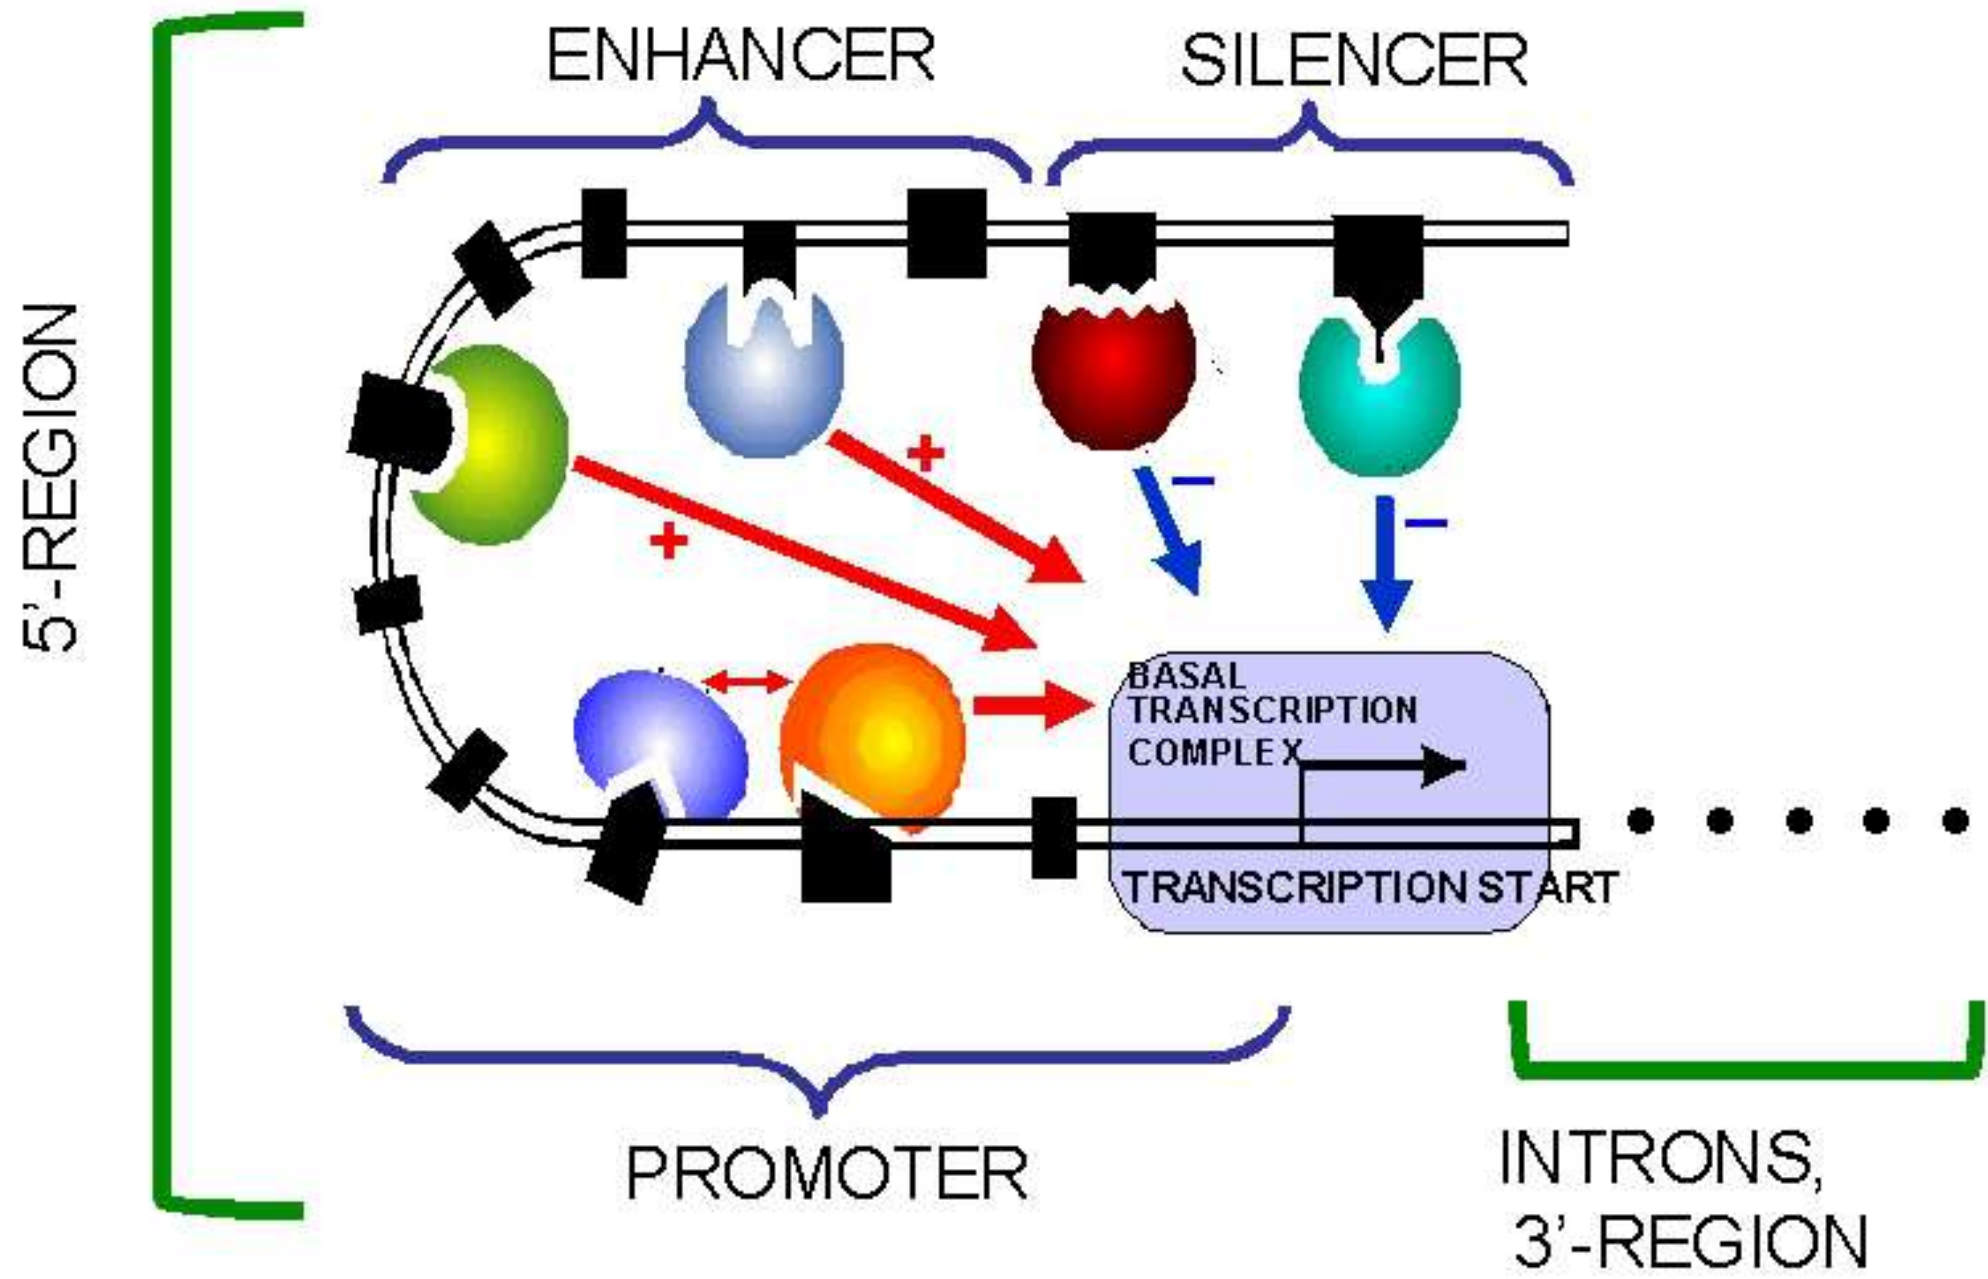 ENHANCER
SILENCER
5’-REGION
+
+
–
–
BASAL
TRANSCRIPTION
COMPLEX
TRANSCRIPTION START
PROMOTER
INTRONS,
3’-REGION